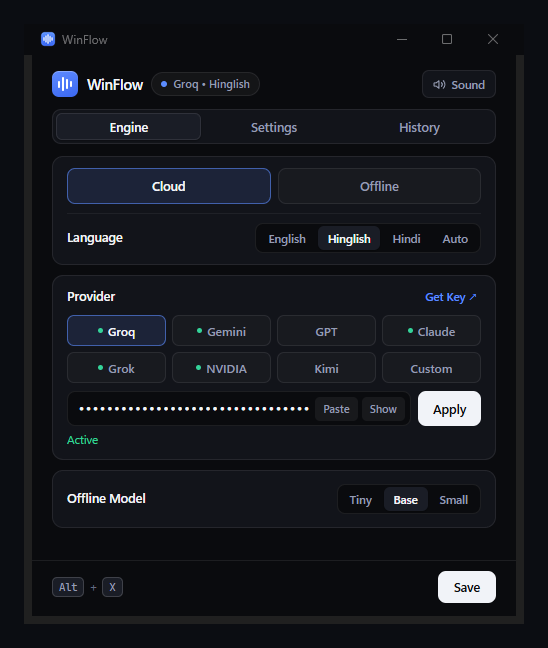 WinFlow
WinFlow Groq • Hinglish Sound
Engine Settings History
Cloud Offline
Language English Hinglish Hindi Auto
Provider Get Key ↗
Groq Gemini GPT Claude
Grok NVIDIA Kimi Custom
Paste Show Apply
Active
Offline Model Tiny Base Small
Alt + X Save